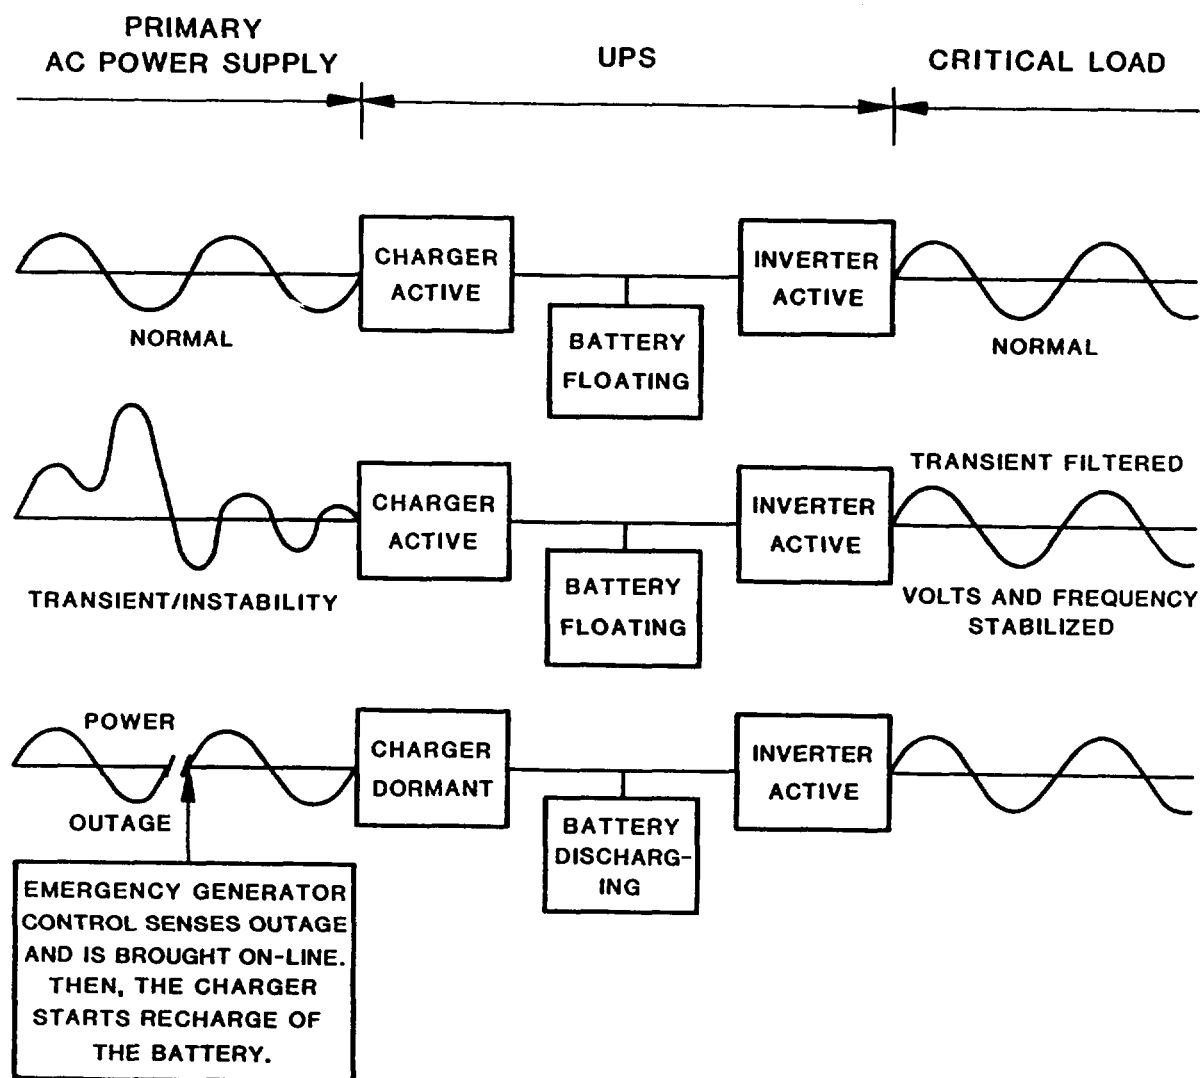 PRIMARY
AC POWER SUPPLY
UPS
CRITICAL LOAD
CHARGER
ACTIVE
INVERTER
ACTIVE
BATTERY
FLOATING
NORMAL
NORMAL
TRANSIENT FILTERED
CHARGER
ACTIVE
INVERTER
ACTIVE
BATTERY
FLOATING
TRANSIENT/INSTABILITY
VOLTS AND FREQUENCY
STABILIZED
POWER
OUTAGE
CHARGER
DORMANT
INVERTER
ACTIVE
BATTERY
DISCHARG-
ING
EMERGENCY GENERATOR
CONTROL SENSES OUTAGE
AND IS BROUGHT ON-LINE.
THEN, THE CHARGER
STARTS RECHARGE OF
THE BATTERY.